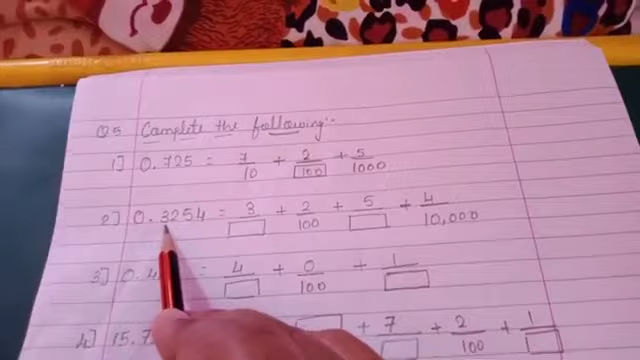 Q5 Complete the following:-
1] 0.725 = 7/10 + 2/100 + 5/1000
2] 0.3254 = 3/□ + 2/100 + 5/□ + 4/10,000
3] 0.4 = 4/□ + 0/100 + 1/□
4] 15.7 + 7/□ + 2/100 + 1/□